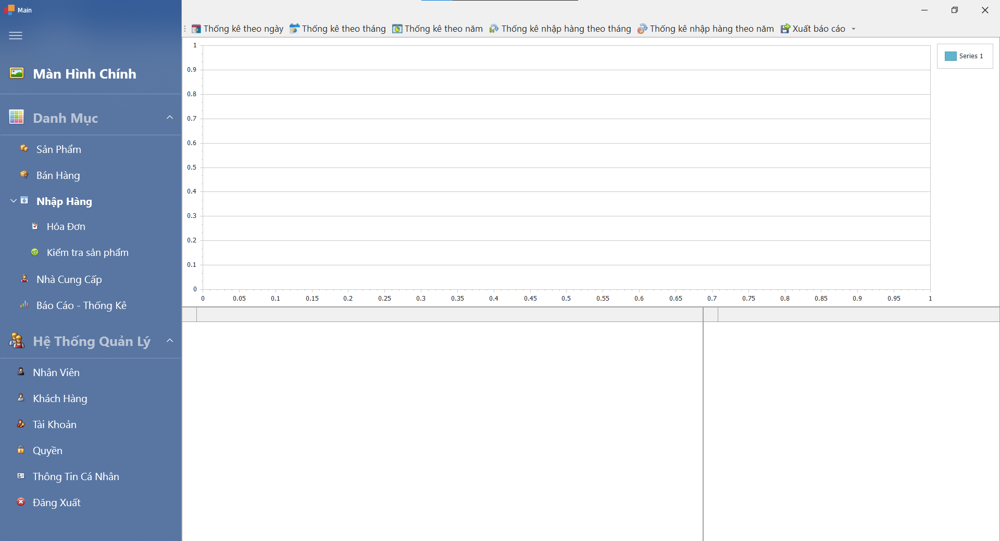 Main
Màn Hình Chính
Danh Mục
Sản Phẩm
Bán Hàng
Nhập Hàng
Hóa Đơn
Kiểm tra sản phẩm
Nhà Cung Cấp
Báo Cáo - Thống Kê
Hệ Thống Quản Lý
Nhân Viên
Khách Hàng
Tài Khoản
Quyền
Thông Tin Cá Nhân
Đăng Xuất
Thống kê theo ngày Thống kê theo tháng Thống kê theo năm Thống kê nhập hàng theo tháng Thống kê nhập hàng theo năm Xuất báo cáo
1
0.9
0.8
0.7
0.6
0.5
0.4
0.3
0.2
0.1
0
0 0.05 0.1 0.15 0.2 0.25 0.3 0.35 0.4 0.45 0.5 0.55 0.6 0.65 0.7 0.75 0.8 0.85 0.9 0.95 1
Series 1